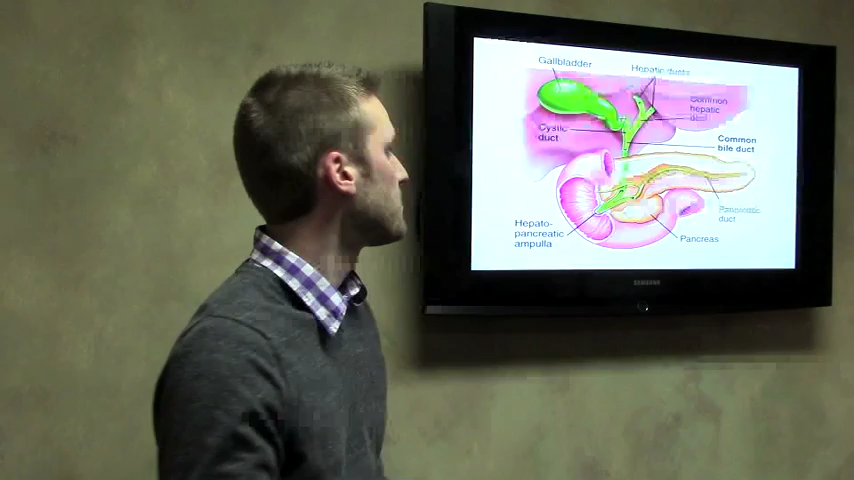 Gallbladder
Hepatic ducts
Common
hepatic
duct
Cystic
duct
Common
bile duct
Pancreatic
duct
Hepato-
pancreatic
ampulla
Pancreas
SAMSUNG